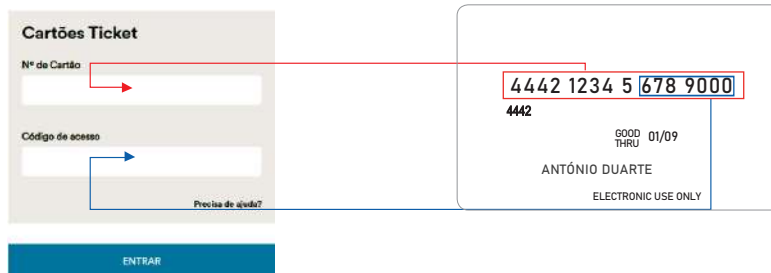 Cartões Ticket
Nº de Cartão
Código de acesso
Precisa de ajuda?
ENTRAR
4442 1234 5 678 9000
4442
GOOD
THRU 01/09
ANTÓNIO DUARTE
ELECTRONIC USE ONLY